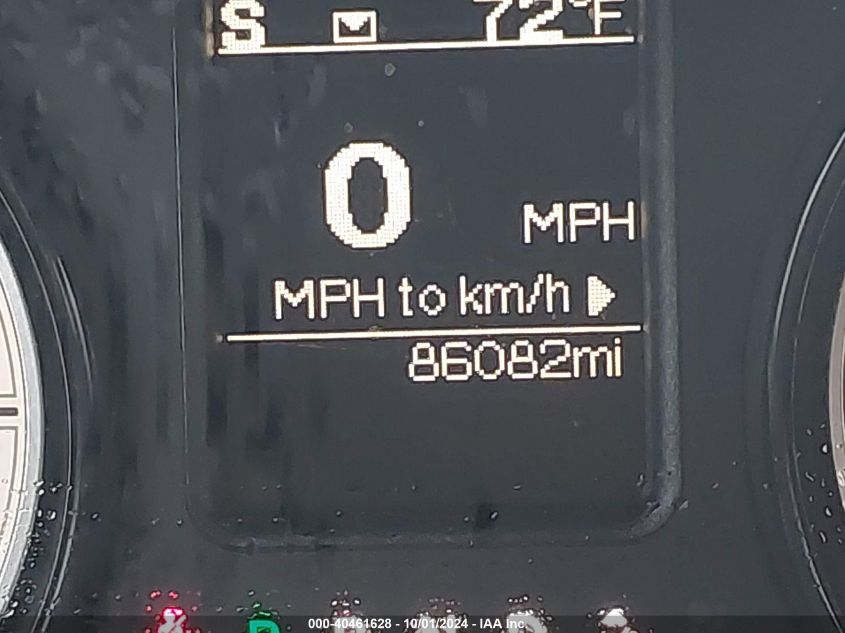 S 72°F
0 MPH
MPH to km/h
86082mi
000-40461628 - 10/01/2024 - IAA Inc.